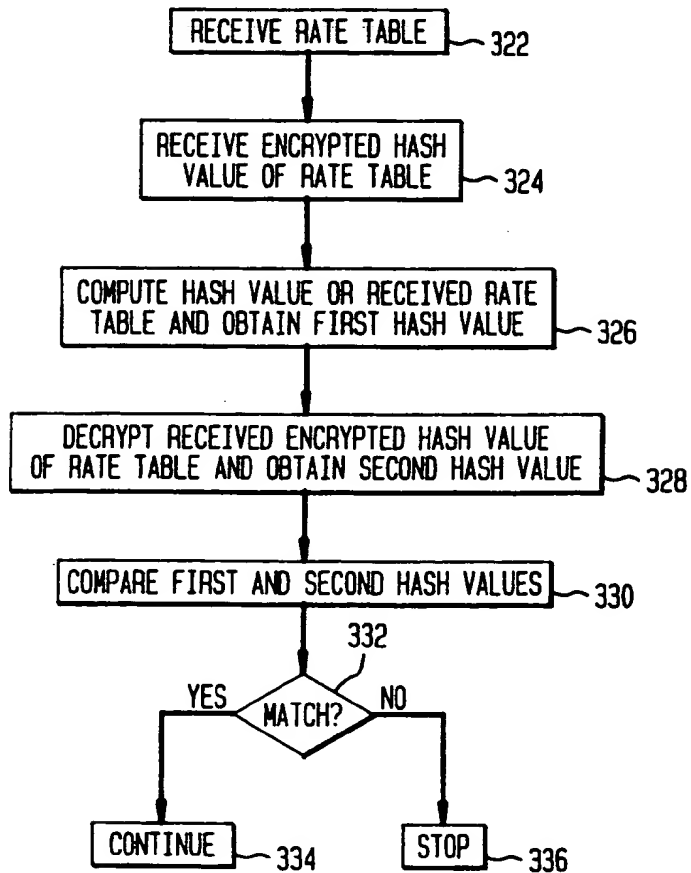 RECEIVE RATE TABLE
322
RECEIVE ENCRYPTED HASH
VALUE OF RATE TABLE
324
COMPUTE HASH VALUE OR RECEIVED RATE
TABLE AND OBTAIN FIRST HASH VALUE
326
DECRYPT RECEIVED ENCRYPTED HASH VALUE
OF RATE TABLE AND OBTAIN SECOND HASH VALUE
328
COMPARE FIRST AND SECOND HASH VALUES
330
332
YES
MATCH?
NO
CONTINUE
334
STOP
336